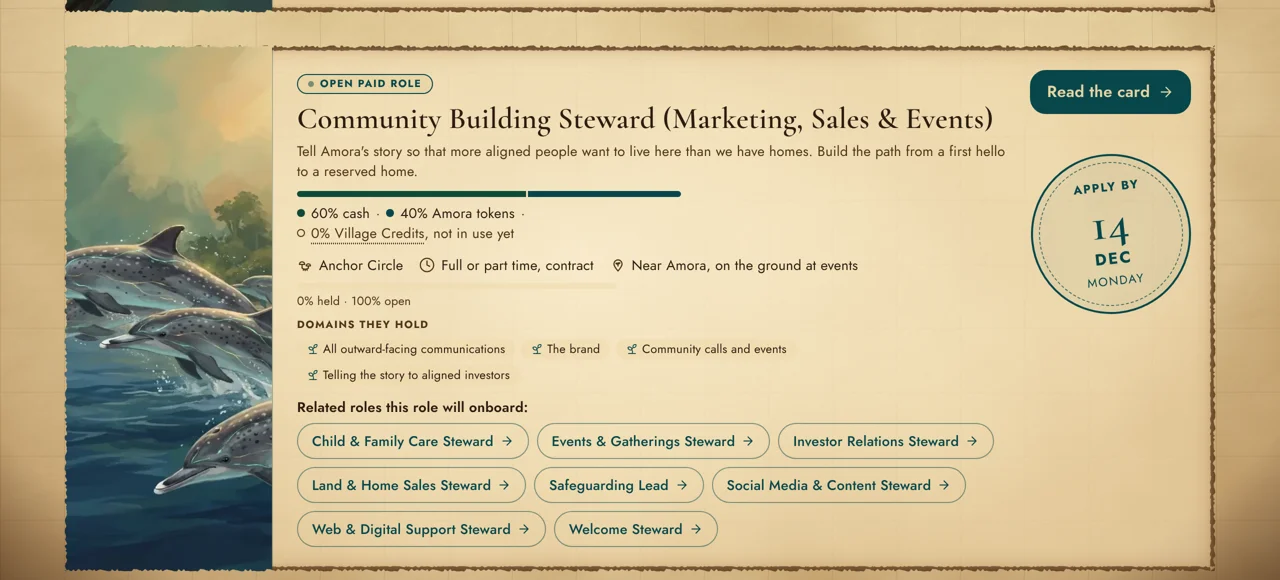 OPEN PAID ROLE
Read the card →
Community Building Steward (Marketing, Sales & Events)
Tell Amora's story so that more aligned people want to live here than we have homes. Build the path from a first hello
to a reserved home.
60% cash · 40% Amora tokens ·
0% Village Credits, not in use yet
APPLY BY
14
DEC
MONDAY
Anchor Circle Full or part time, contract Near Amora, on the ground at events
0% held · 100% open
DOMAINS THEY HOLD
All outward-facing communications The brand Community calls and events
Telling the story to aligned investors
Related roles this role will onboard:
Child & Family Care Steward → Events & Gatherings Steward → Investor Relations Steward →
Land & Home Sales Steward → Safeguarding Lead → Social Media & Content Steward →
Web & Digital Support Steward → Welcome Steward →